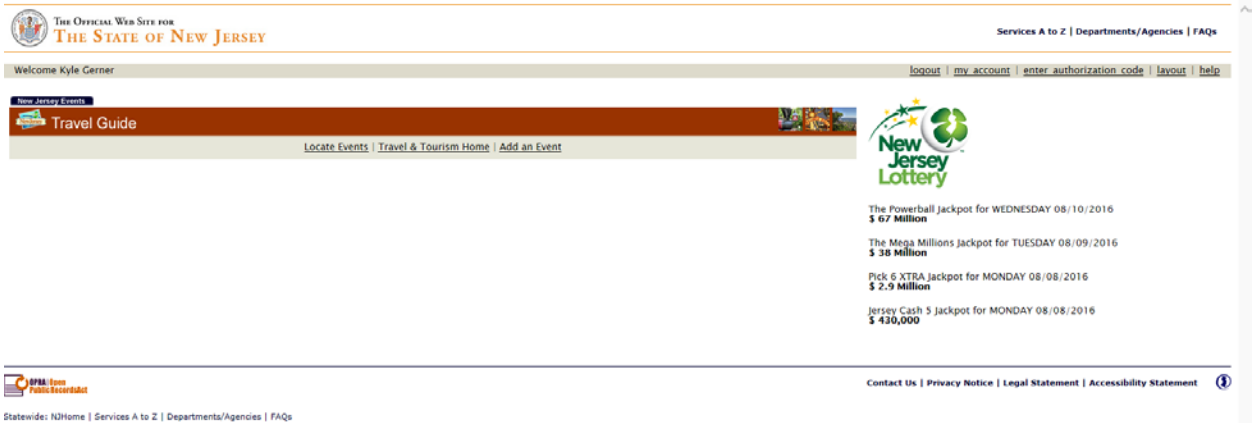 THE OFFICIAL WEB SITE FOR
THE STATE OF NEW JERSEY
Services A to Z | Departments/Agencies | FAQs
Welcome Kyle Gerner
logout | my account | enter authorization code | layout | help
New Jersey Events
Travel Guide
Locate Events | Travel & Tourism Home | Add an Event
New
Jersey
Lottery
The Powerball Jackpot for WEDNESDAY 08/10/2016
$ 67 Million
The Mega Millions Jackpot for TUESDAY 08/09/2016
$ 38 Million
Pick 6 XTRA Jackpot for MONDAY 08/08/2016
$ 2.9 Million
Jersey Cash 5 Jackpot for MONDAY 08/08/2016
$ 430,000
OPRA Open
Public Records Act
Contact Us | Privacy Notice | Legal Statement | Accessibility Statement
Statewide: NJHome | Services A to Z | Departments/Agencies | FAQs